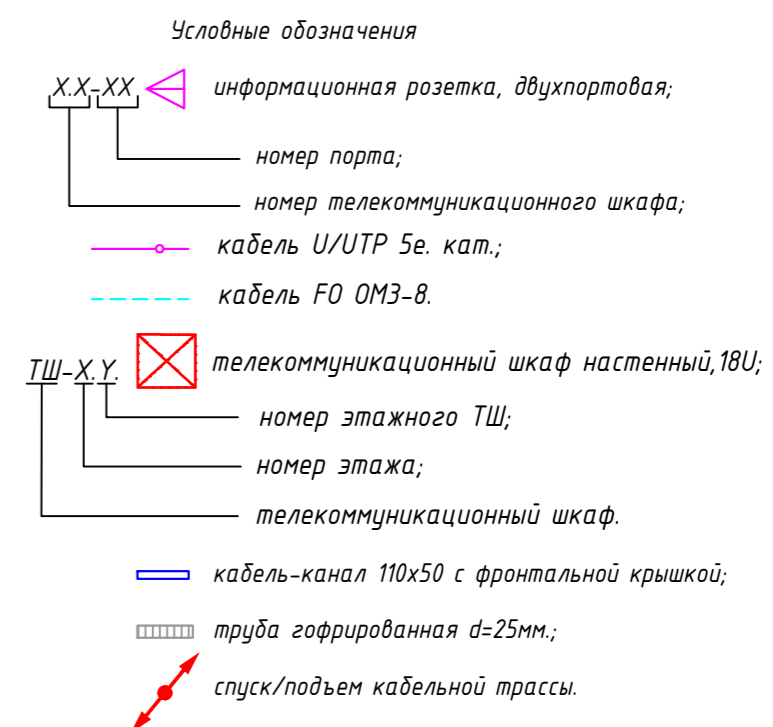 Условные обозначения
X.X-XX информационная розетка, двухпортовая;
номер порта;
номер телекоммуникационного шкафа;
кабель U/UTP 5е. кат.;
кабель FO OM3-8.
ТШ-X.Y. телекоммуникационный шкаф настенный,18U;
номер этажного ТШ;
номер этажа;
телекоммуникационный шкаф.
кабель-канал 110х50 с фронтальной крышкой;
труба гофрированная d=25мм.;
спуск/подъем кабельной трассы.